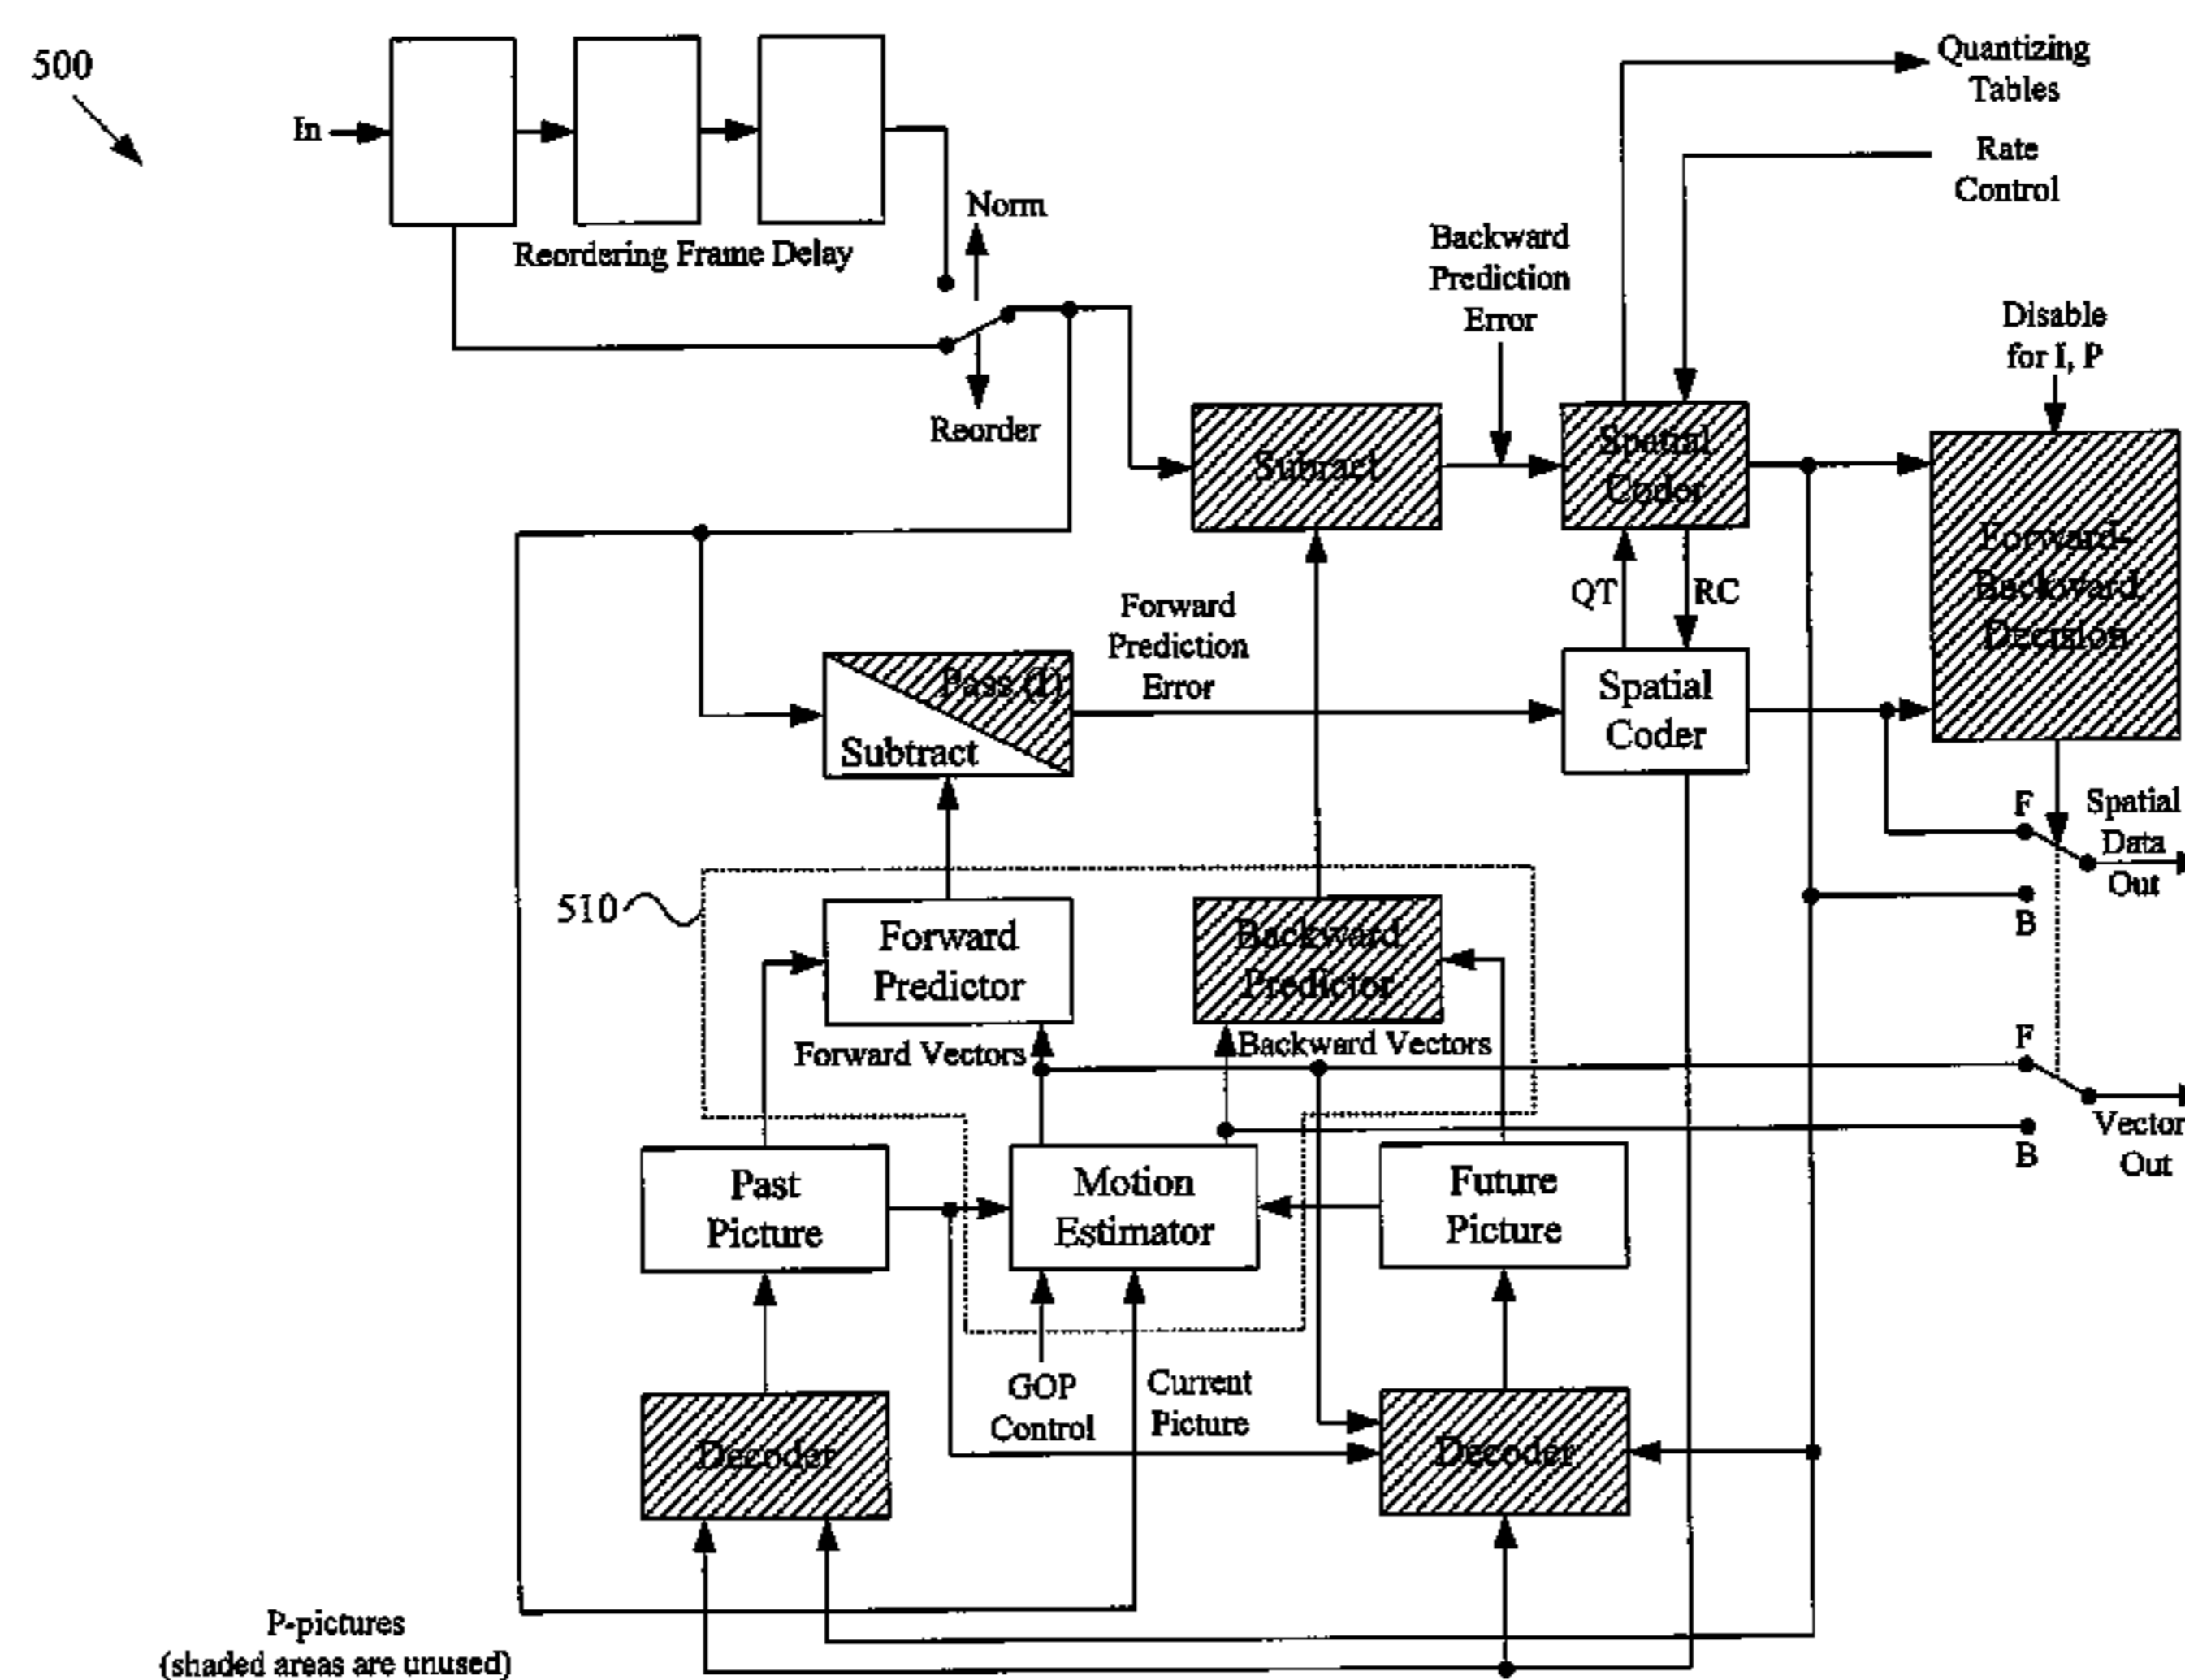 500
In
Reordering Frame Delay
Norm
Reorder
Quantizing
Tables
Rate
Control
Backward
Prediction
Error
Disable
for I, P
Subract
Spatial
Coder
Forward-
Backward
Decision
QT
RC
Forward
Prediction
Error
Pass (I)
Subtract
Spatial
Coder
F
Spatial
Data
Out
B
510
Forward
Predictor
Backward
Predictor
Forward Vectors
Backward Vectors
F
Vector
Out
B
Past
Picture
Motion
Estimator
Future
Picture
GOP
Control
Current
Picture
Decoder
Decoder
P-pictures
(shaded areas are unused)